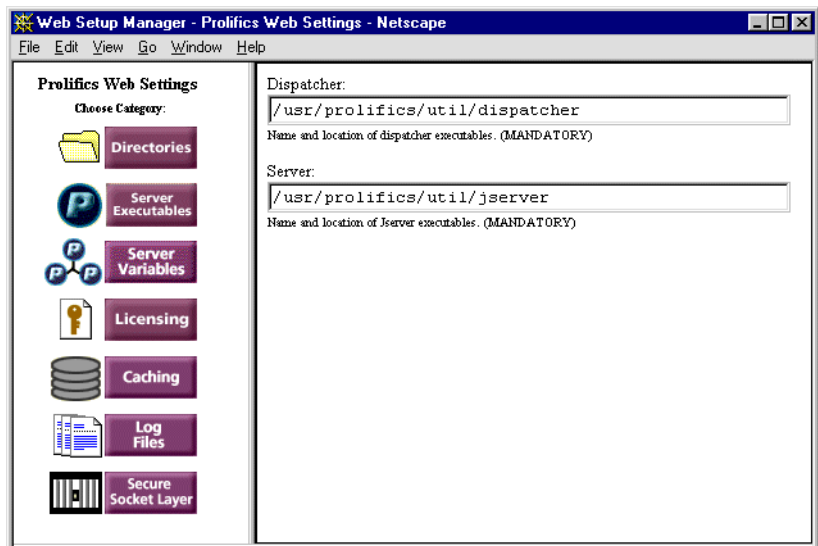 Web Setup Manager - Prolifics Web Settings - Netscape
File Edit View Go Window Help
Prolifics Web Settings
Choose Category:
Directories
Server
Executables
Server
Variables
Licensing
Caching
Log
Files
Secure
Socket Layer
Dispatcher:
/usr/prolifics/util/dispatcher
Name and location of dispatcher executables. (MANDATORY)
Server:
/usr/prolifics/util/jserver
Name and location of Jserver executables. (MANDATORY)